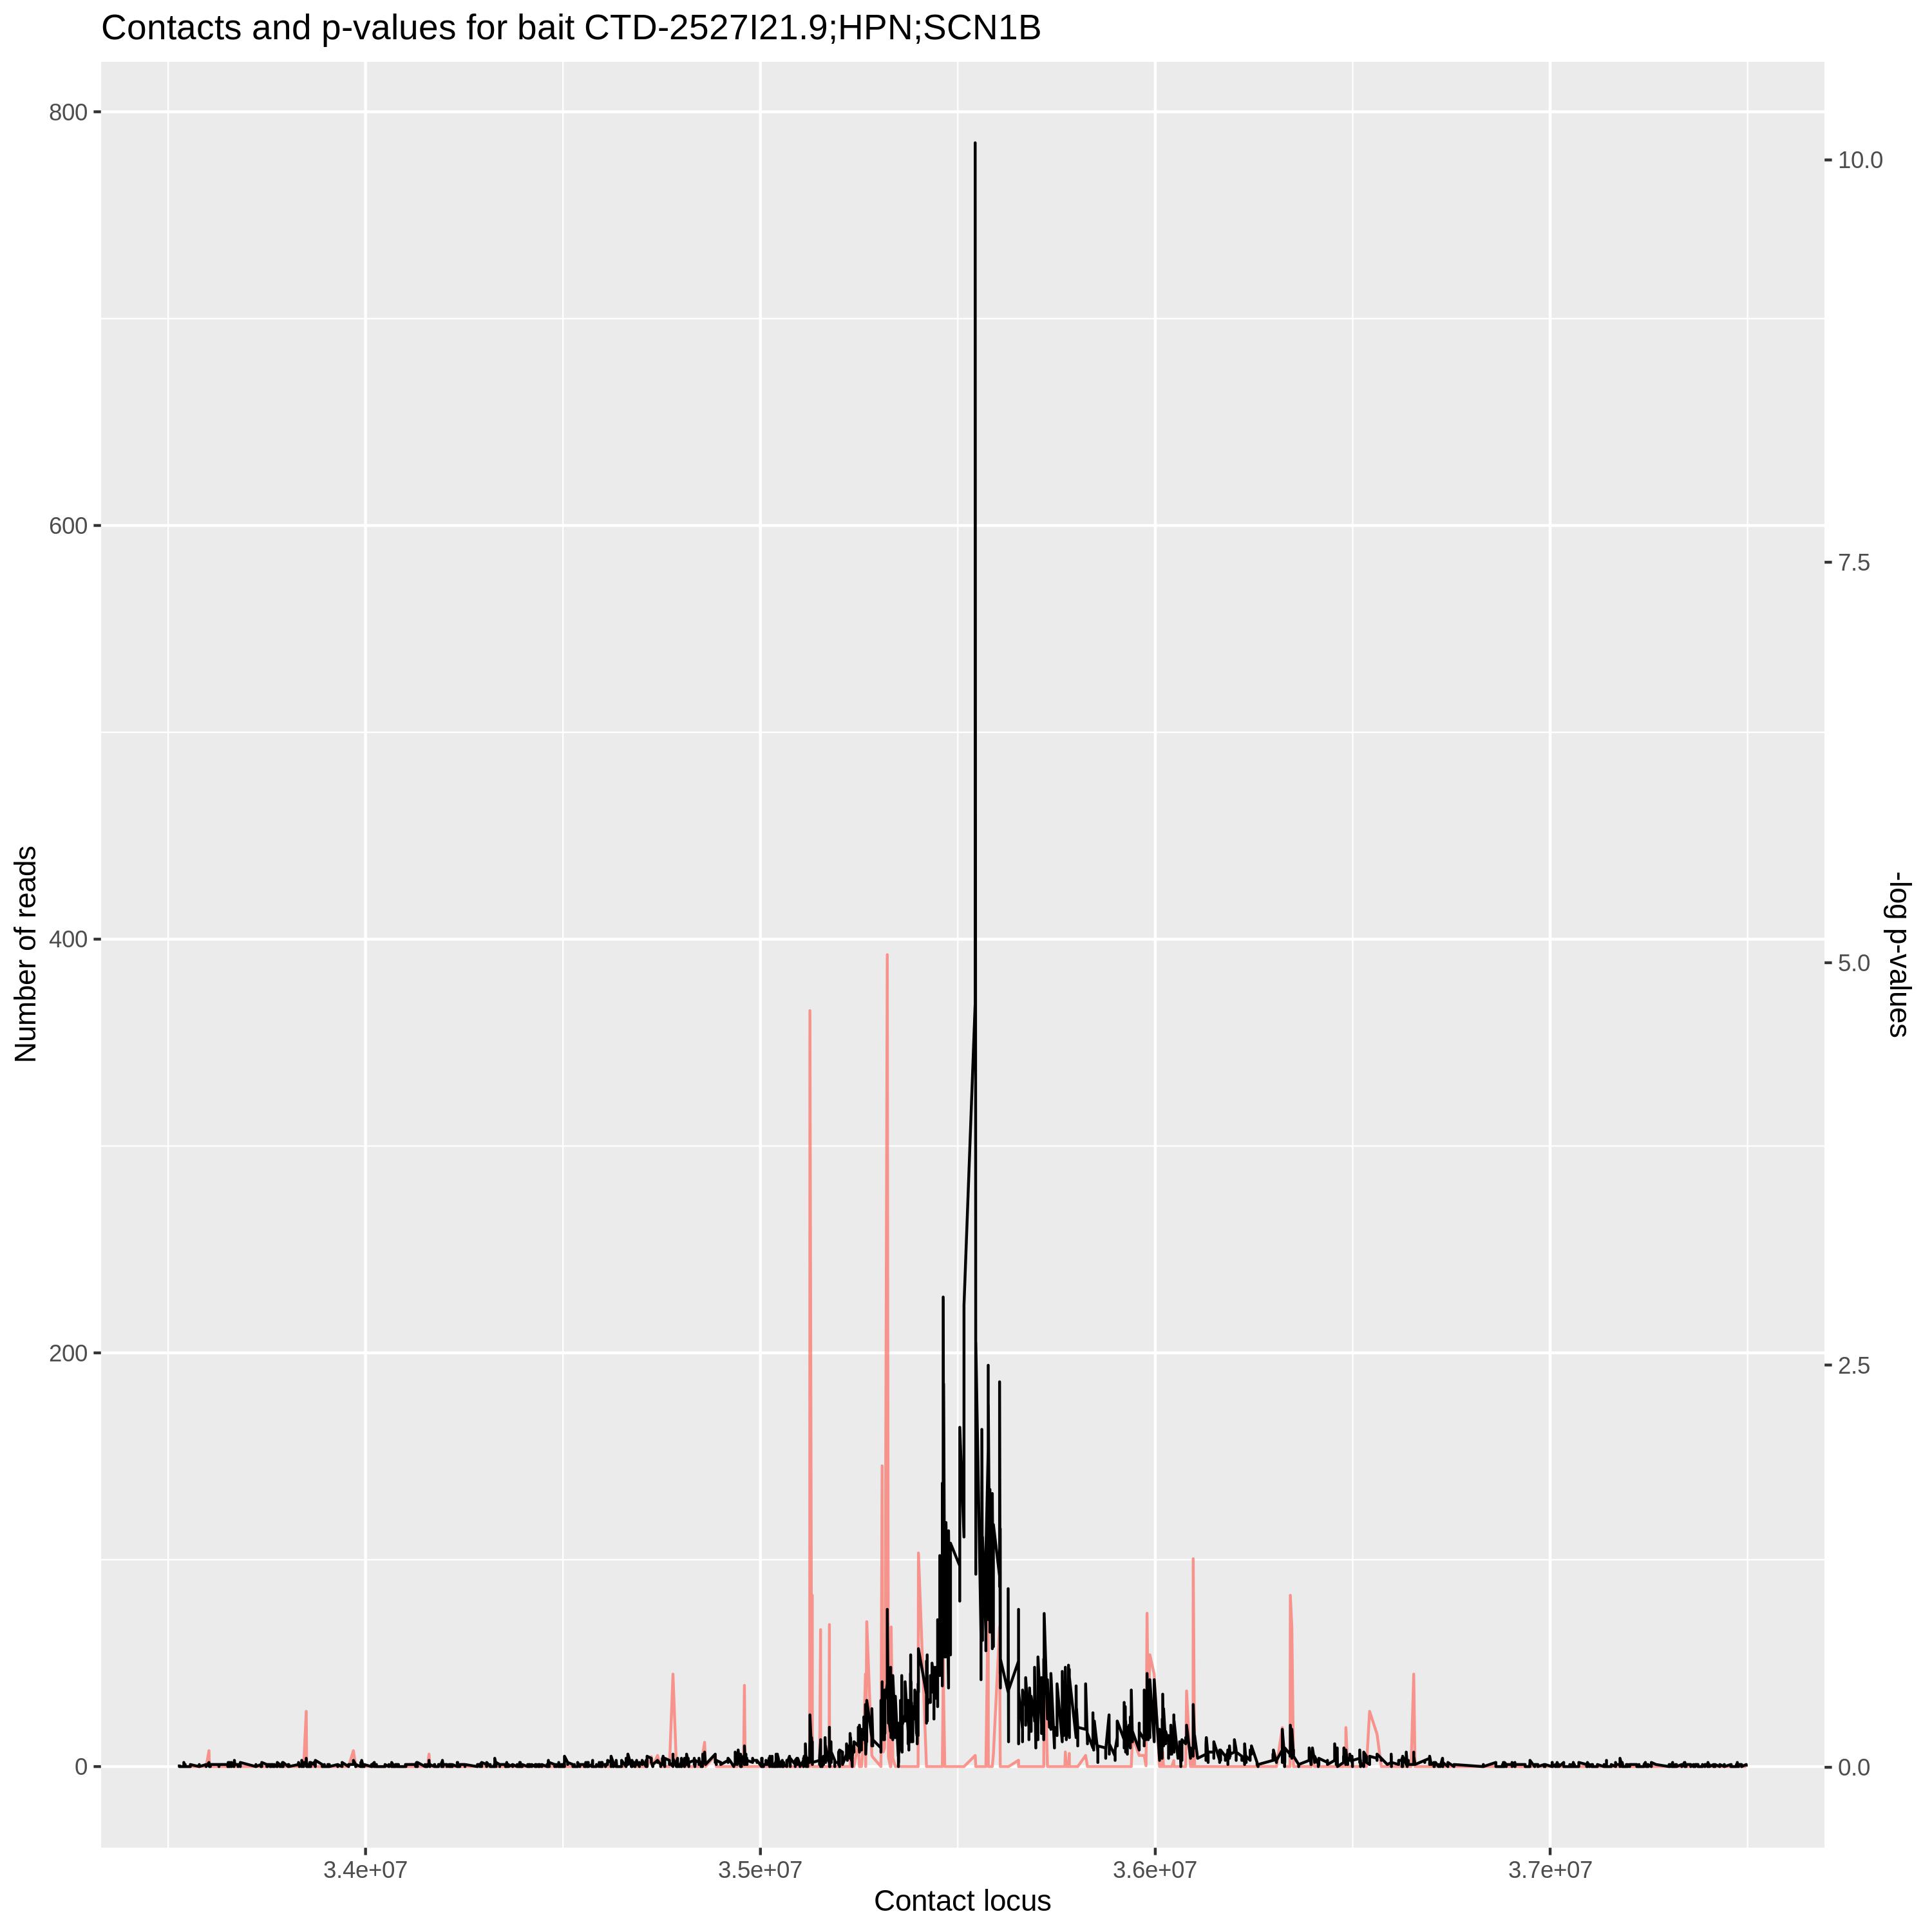 Contacts and p-values for bait CTD-2527I21.9;HPN;SCN1B
800
600
400
200
0
Number of reads
10.0
7.5
5.0
2.5
0.0
-log p-values
3.4e+07
3.5e+07
3.6e+07
3.7e+07
Contact locus